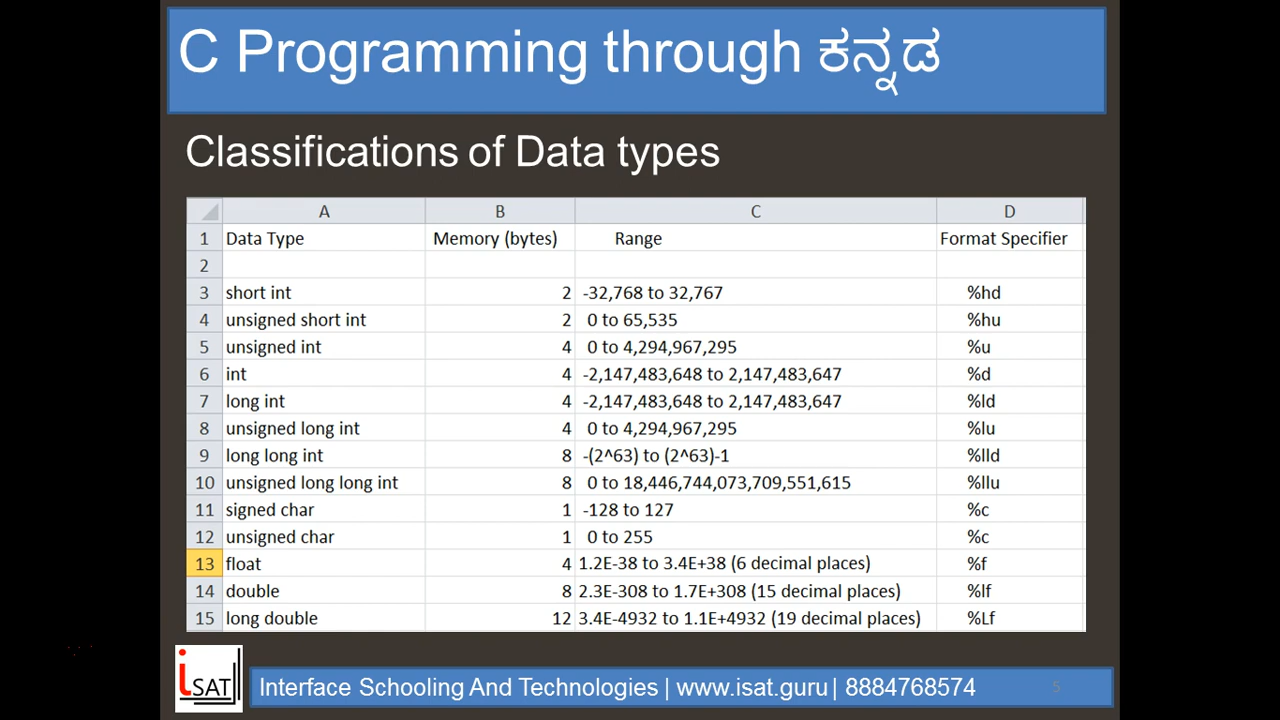 C Programming through ಕನ್ನಡ
Classifications of Data types
A B C D
1 Data Type Memory (bytes) Range Format Specifier
2
3 short int 2 -32,768 to 32,767 %hd
4 unsigned short int 2 0 to 65,535 %hu
5 unsigned int 4 0 to 4,294,967,295 %u
6 int 4 -2,147,483,648 to 2,147,483,647 %d
7 long int 4 -2,147,483,648 to 2,147,483,647 %ld
8 unsigned long int 4 0 to 4,294,967,295 %lu
9 long long int 8 -(2^63) to (2^63)-1 %lld
10 unsigned long long int 8 0 to 18,446,744,073,709,551,615 %llu
11 signed char 1 -128 to 127 %c
12 unsigned char 1 0 to 255 %c
13 float 4 1.2E-38 to 3.4E+38 (6 decimal places) %f
14 double 8 2.3E-308 to 1.7E+308 (15 decimal places) %lf
15 long double 12 3.4E-4932 to 1.1E+4932 (19 decimal places) %Lf
iSAT
Interface Schooling And Technologies | www.isat.guru | 8884768574 5